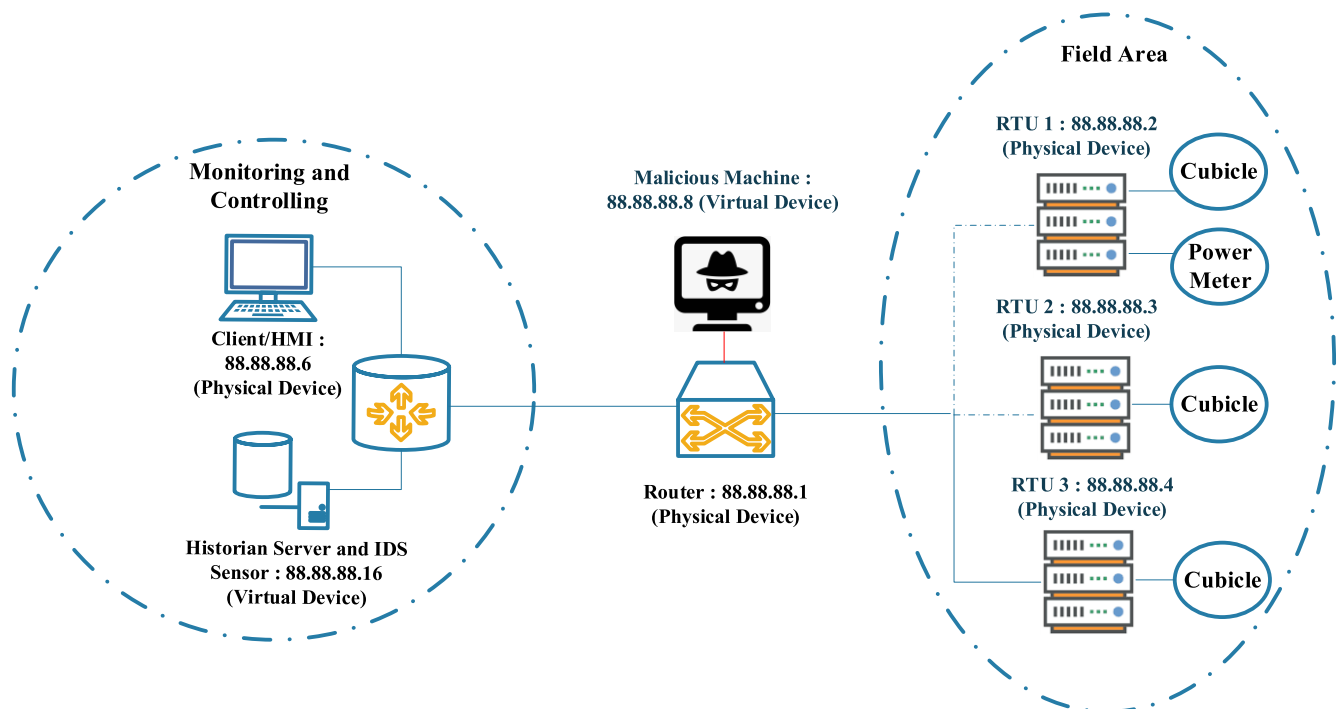 Monitoring and
Controlling
Client/HMI :
88.88.88.6
(Physical Device)
Historian Server and IDS
Sensor : 88.88.88.16
(Virtual Device)
Malicious Machine :
88.88.88.8 (Virtual Device)
Router : 88.88.88.1
(Physical Device)
Field Area
RTU 1 : 88.88.88.2
(Physical Device)
Cubicle
Power
Meter
RTU 2 : 88.88.88.3
(Physical Device)
Cubicle
RTU 3 : 88.88.88.4
(Physical Device)
Cubicle